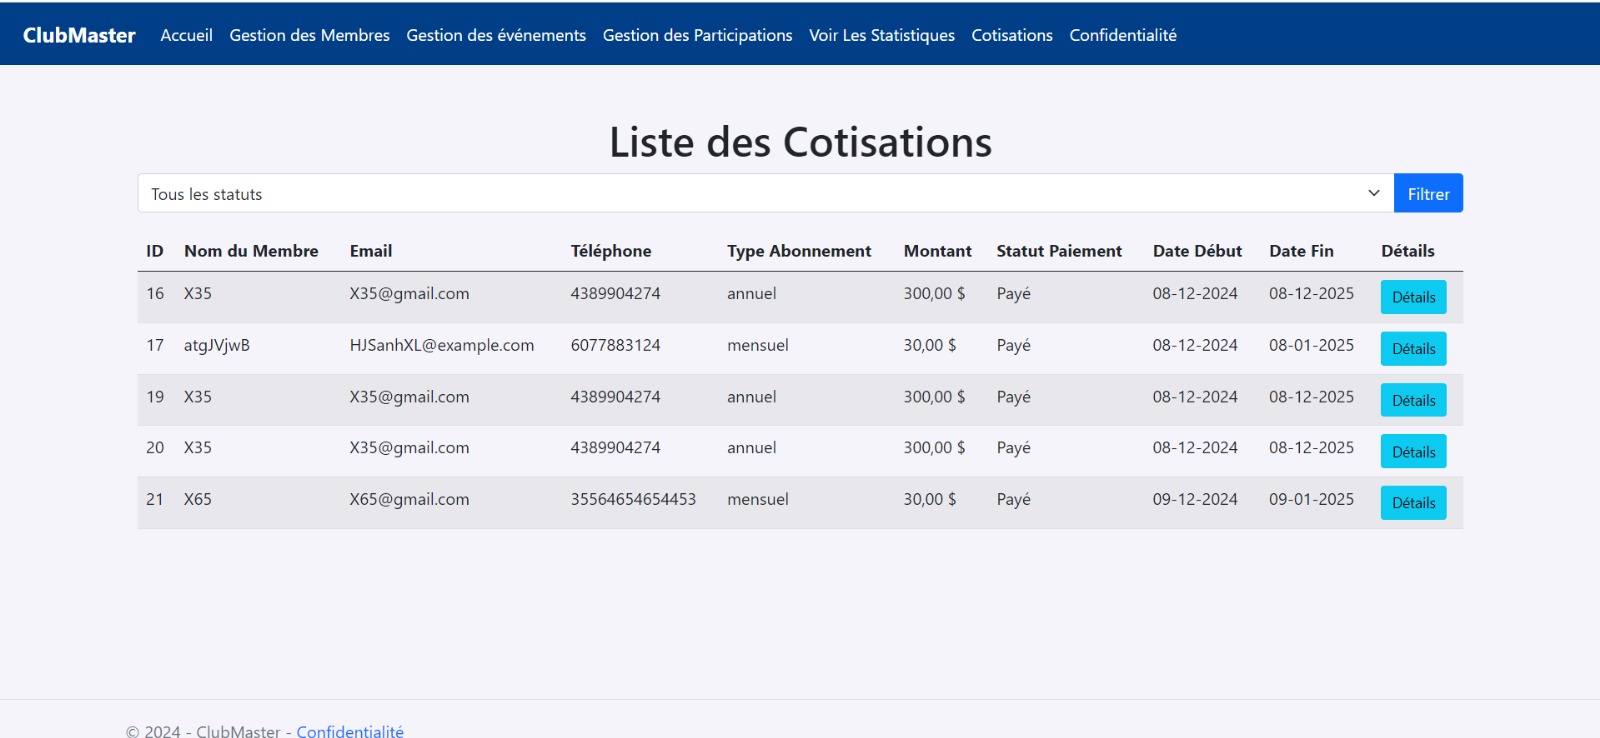 ClubMaster Accueil Gestion des Membres Gestion des événements Gestion des Participations Voir Les Statistiques Cotisations Confidentialité
Liste des Cotisations
Tous les statuts Filtrer
ID Nom du Membre Email Téléphone Type Abonnement Montant Statut Paiement Date Début Date Fin Détails
16 X35 X35@gmail.com 4389904274 annuel 300,00 $ Payé 08-12-2024 08-12-2025 Détails
17 atgJVjwB HJSanhXL@example.com 6077883124 mensuel 30,00 $ Payé 08-12-2024 08-01-2025 Détails
19 X35 X35@gmail.com 4389904274 annuel 300,00 $ Payé 08-12-2024 08-12-2025 Détails
20 X35 X35@gmail.com 4389904274 annuel 300,00 $ Payé 08-12-2024 08-12-2025 Détails
21 X65 X65@gmail.com 35564654654453 mensuel 30,00 $ Payé 09-12-2024 09-01-2025 Détails
© 2024 - ClubMaster - Confidentialité